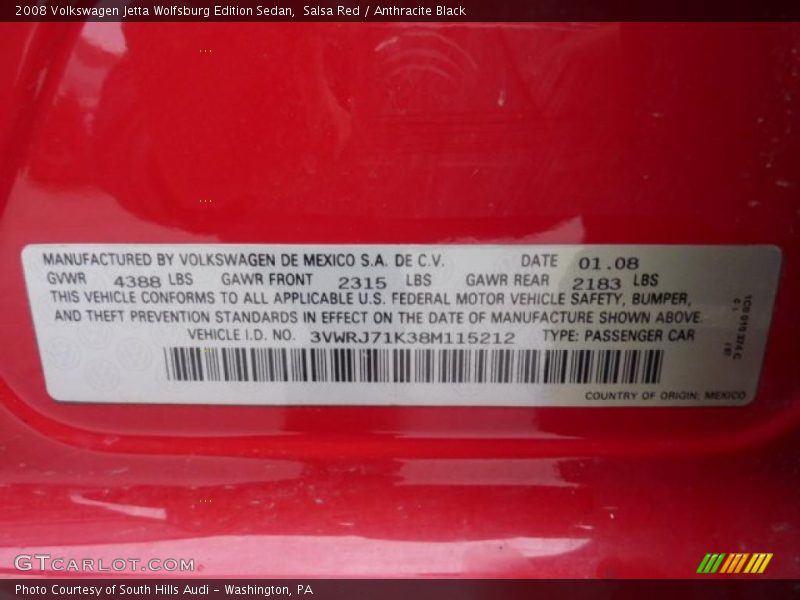 2008 Volkswagen Jetta Wolfsburg Edition Sedan, Salsa Red / Anthracite Black
MANUFACTURED BY VOLKSWAGEN DE MEXICO S.A. DE C.V. DATE 01.08
GVWR 4388 LBS GAWR FRONT 2315 LBS GAWR REAR 2183 LBS
THIS VEHICLE CONFORMS TO ALL APPLICABLE U.S. FEDERAL MOTOR VEHICLE SAFETY, BUMPER,
AND THEFT PREVENTION STANDARDS IN EFFECT ON THE DATE OF MANUFACTURE SHOWN ABOVE.
VEHICLE I.D. NO. 3VWRJ71K38M115212 TYPE: PASSENGER CAR
COUNTRY OF ORIGIN: MEXICO
GTCARLOT.COM
Photo Courtesy of South Hills Audi - Washington, PA